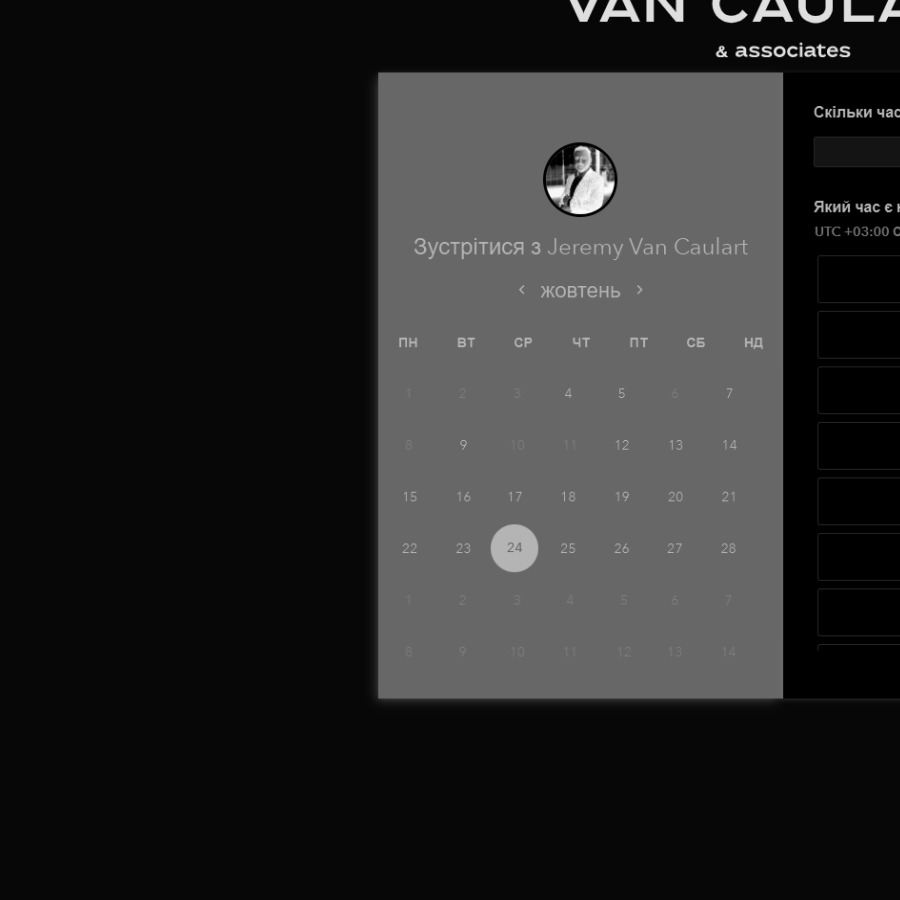 VAN CAULA
& associates
Зустрітися з Jeremy Van Caulart
жовтень
ПН ВТ СР ЧТ ПТ СБ НД
1 2 3 4 5 6 7
8 9 10 11 12 13 14
15 16 17 18 19 20 21
22 23 24 25 26 27 28
1 2 3 4 5 6 7
8 9 10 11 12 13 14
Скільки час
Який час є
UTC +03:00